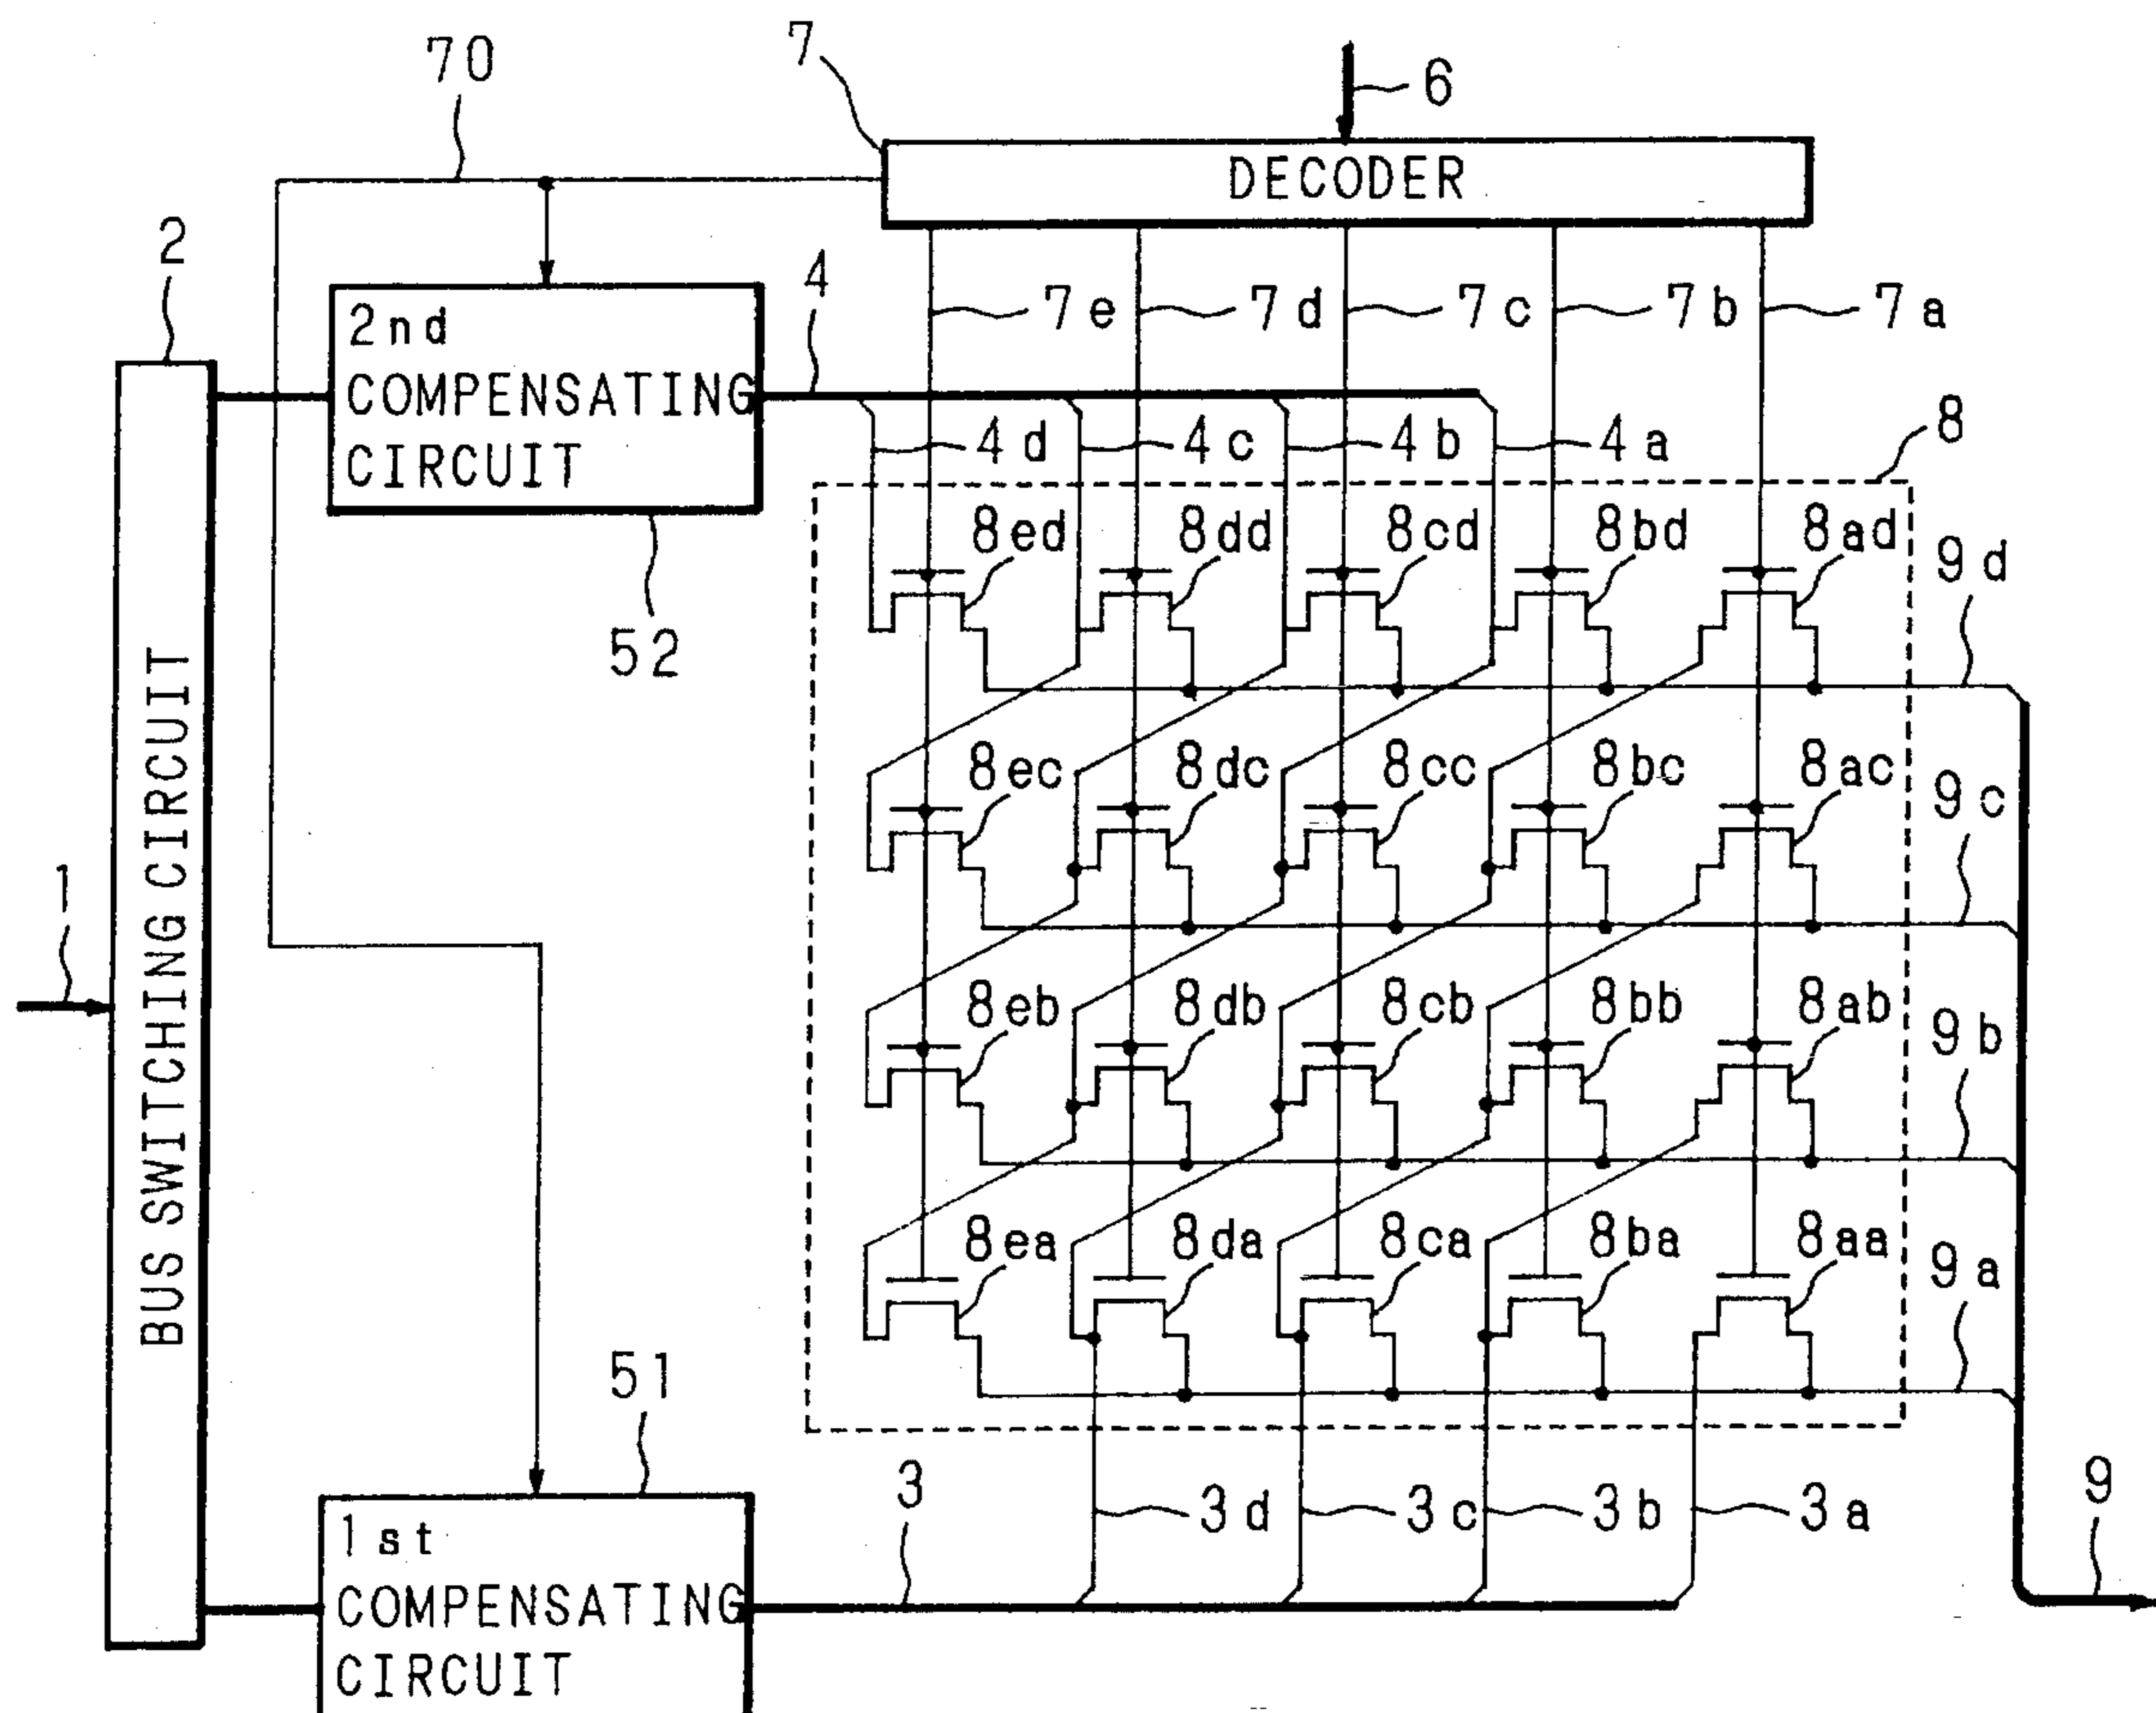 70
7
6
DECODER
2
4
7e
7d
7c
7b
7a
2nd
COMPENSATING
CIRCUIT
8
4d
4c
4b
4a
8ed
8dd
8cd
8bd
8ad
9d
52
BUS SWITCHING CIRCUIT
8ec
8dc
8cc
8bc
8ac
9c
1
8eb
8db
8cb
8bb
8ab
9b
8ea
8da
8ca
8ba
8aa
9a
51
3
3d
3c
3b
3a
9
1st
COMPENSATING
CIRCUIT